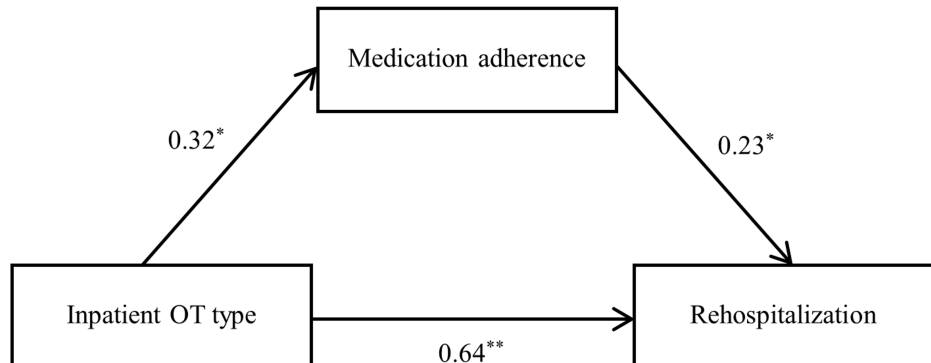 Medication adherence
0.32*
0.23*
Inpatient OT type
Rehospitalization
0.64**